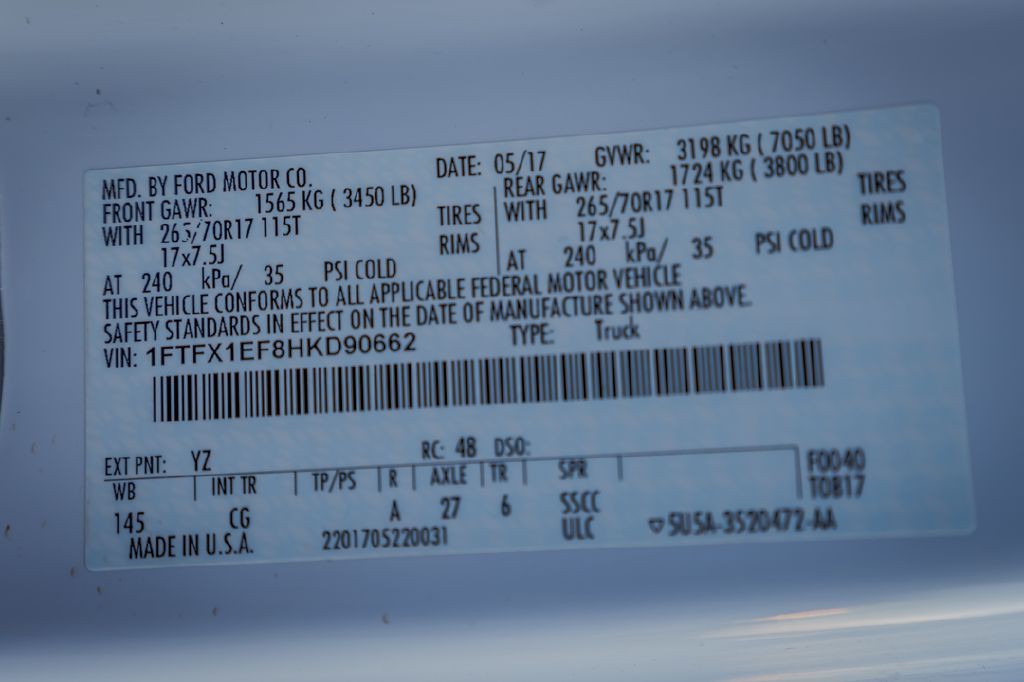 MFD. BY FORD MOTOR CO. DATE: 05/17 GVWR: 3198 KG ( 7050 LB)
FRONT GAWR: 1565 KG ( 3450 LB) REAR GAWR: 1724 KG ( 3800 LB)
WITH 265/70R17 115T TIRES WITH 265/70R17 115T TIRES
17x7.5J RIMS 17x7.5J RIMS
AT 240 kPa/ 35 PSI COLD AT 240 kPa/ 35 PSI COLD
THIS VEHICLE CONFORMS TO ALL APPLICABLE FEDERAL MOTOR VEHICLE
SAFETY STANDARDS IN EFFECT ON THE DATE OF MANUFACTURE SHOWN ABOVE.
VIN: 1FTFX1EF8HKD90662 TYPE: Truck
EXT PNT: YZ RC: 48 DSO:
WB INT TR TP/PS R AXLE TR SPR F0040
T0817
145 CG A 27 6 SSCC
MADE IN U.S.A. 2201705220031 ULC 5U5A-3520472-AA